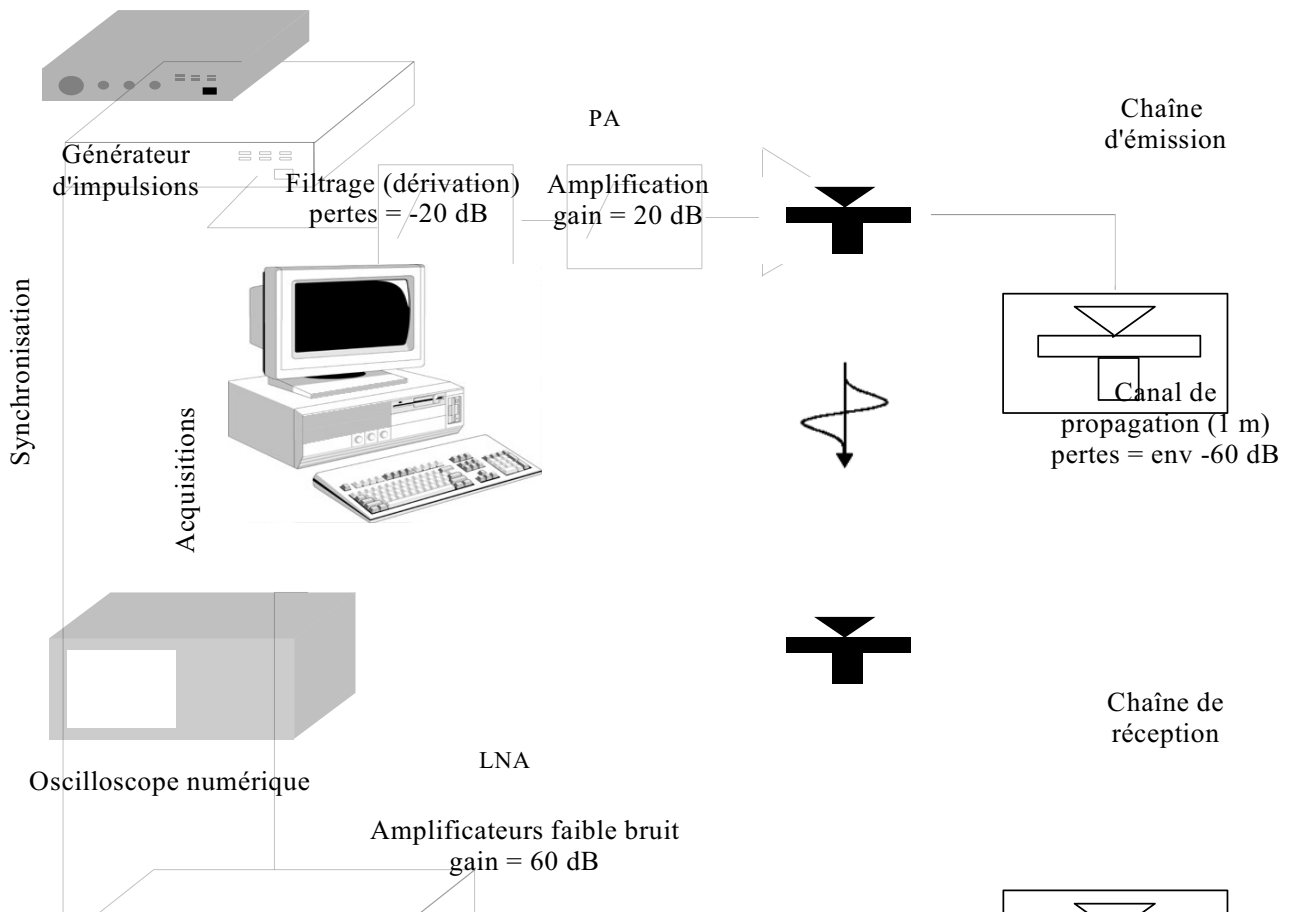 PA
Chaîne
d'émission
Générateur
d'impulsions
Filtrage (dérivation)
pertes = -20 dB
Amplification
gain = 20 dB
Synchronisation
Acquisitions
Canal de
propagation (1 m)
pertes = env -60 dB
Chaîne de
réception
LNA
Oscilloscope numérique
Amplificateurs faible bruit
gain = 60 dB